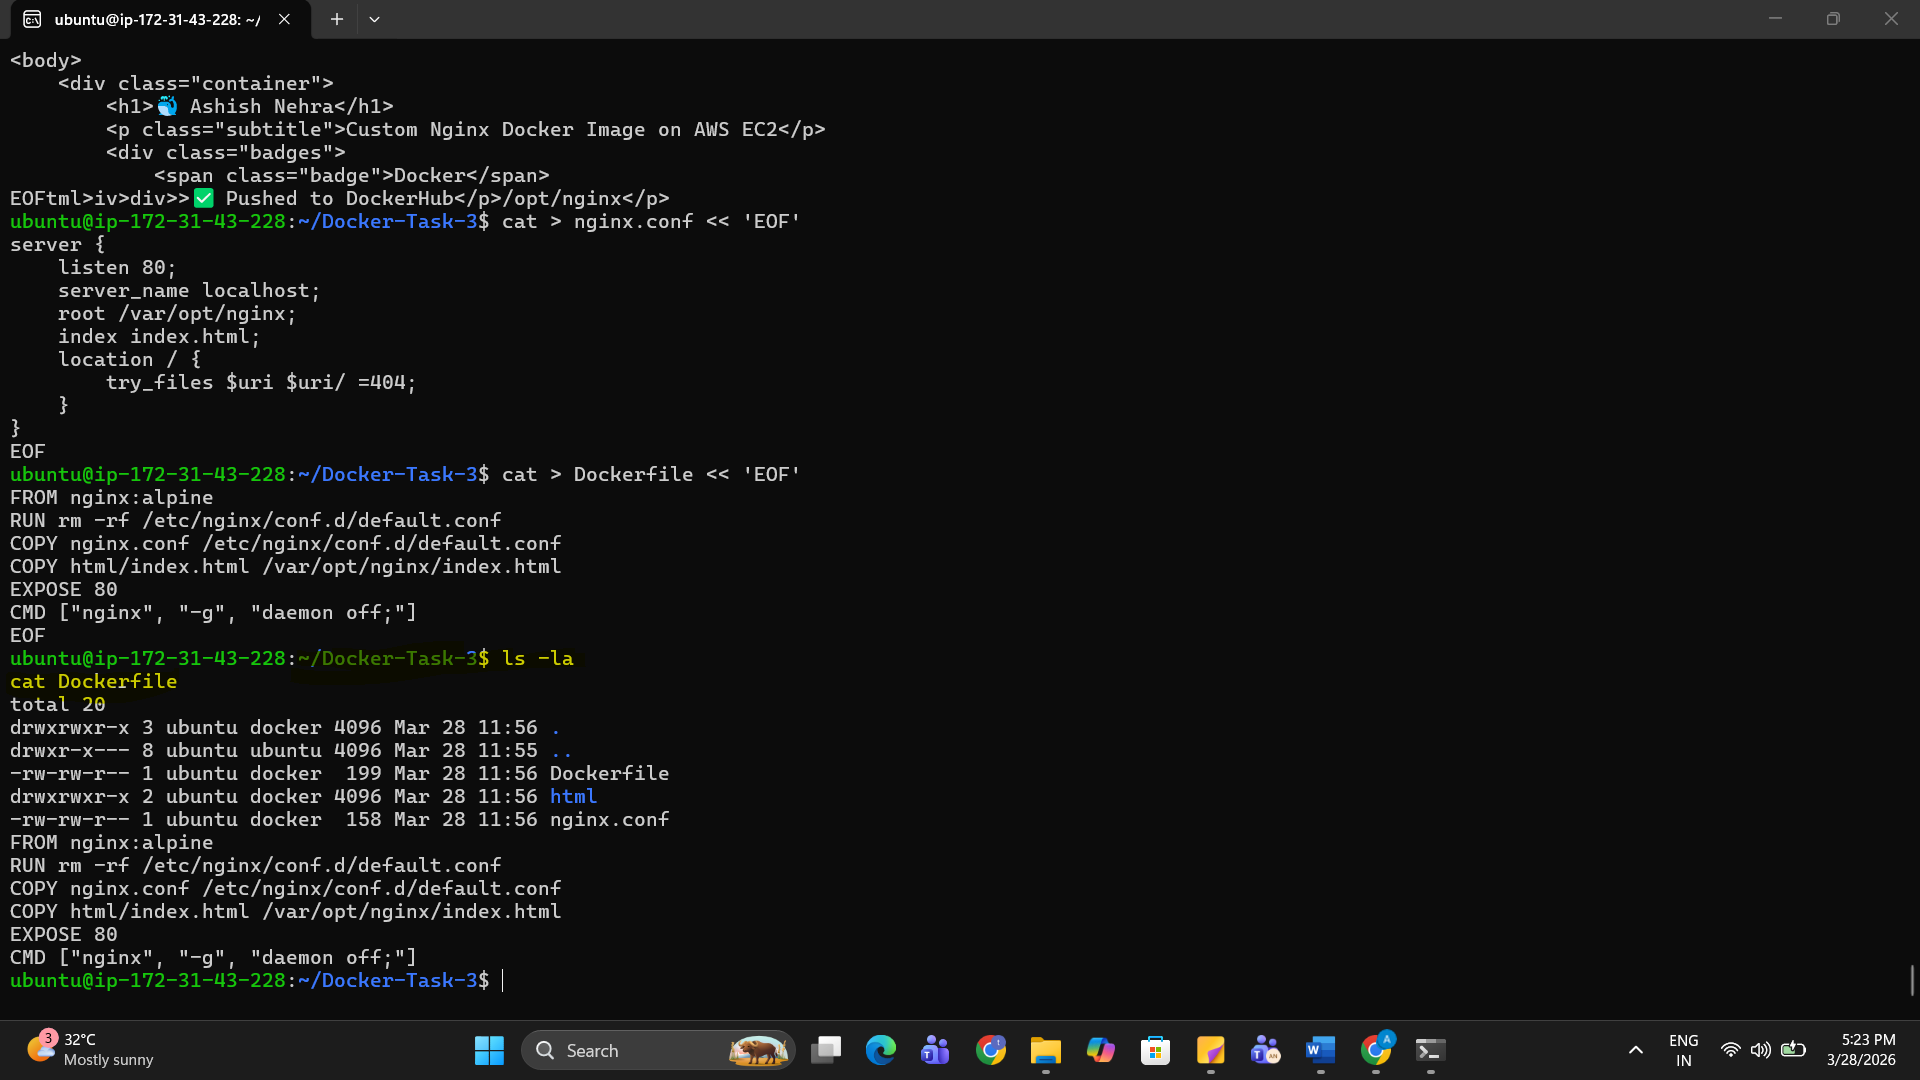 ubuntu@ip-172-31-43-228: ~/
<body>
    <div class="container">
        <h1>🐳 Ashish Nehra</h1>
        <p class="subtitle">Custom Nginx Docker Image on AWS EC2</p>
        <div class="badges">
            <span class="badge">Docker</span>
EOFtml>iv>div>>✅ Pushed to DockerHub</p>/opt/nginx</p>
ubuntu@ip-172-31-43-228:~/Docker-Task-3$ cat > nginx.conf << 'EOF'
server {
    listen 80;
    server_name localhost;
    root /var/opt/nginx;
    index index.html;
    location / {
        try_files $uri $uri/ =404;
    }
}
EOF
ubuntu@ip-172-31-43-228:~/Docker-Task-3$ cat > Dockerfile << 'EOF'
FROM nginx:alpine
RUN rm -rf /etc/nginx/conf.d/default.conf
COPY nginx.conf /etc/nginx/conf.d/default.conf
COPY html/index.html /var/opt/nginx/index.html
EXPOSE 80
CMD ["nginx", "-g", "daemon off;"]
EOF
ubuntu@ip-172-31-43-228:~/Docker-Task-3$ ls -la
cat Dockerfile
total 20
drwxrwxr-x 3 ubuntu docker 4096 Mar 28 11:56 .
drwxr-x--- 8 ubuntu ubuntu 4096 Mar 28 11:55 ..
-rw-rw-r-- 1 ubuntu docker  199 Mar 28 11:56 Dockerfile
drwxrwxr-x 2 ubuntu docker 4096 Mar 28 11:56 html
-rw-rw-r-- 1 ubuntu docker  158 Mar 28 11:56 nginx.conf
FROM nginx:alpine
RUN rm -rf /etc/nginx/conf.d/default.conf
COPY nginx.conf /etc/nginx/conf.d/default.conf
COPY html/index.html /var/opt/nginx/index.html
EXPOSE 80
CMD ["nginx", "-g", "daemon off;"]
ubuntu@ip-172-31-43-228:~/Docker-Task-3$
3
32°C
Mostly sunny
Search
ENG
IN
5:23 PM
3/28/2026